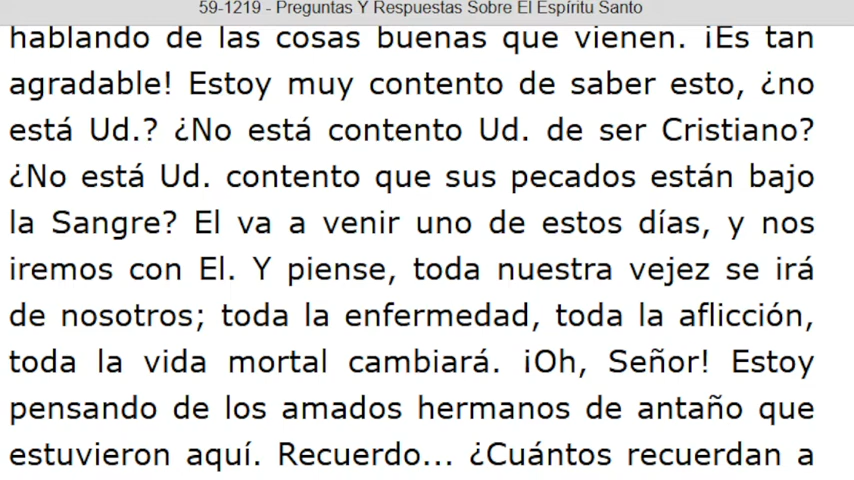 59-1219 - Preguntas Y Respuestas Sobre El Espíritu Santo
hablando de las cosas buenas que vienen. ¡Es tan
agradable! Estoy muy contento de saber esto, ¿no
está Ud.? ¿No está contento Ud. de ser Cristiano?
¿No está Ud. contento que sus pecados están bajo
la Sangre? El va a venir uno de estos días, y nos
iremos con El. Y piense, toda nuestra vejez se irá
de nosotros; toda la enfermedad, toda la aflicción,
toda la vida mortal cambiará. ¡Oh, Señor! Estoy
pensando de los amados hermanos de antaño que
estuvieron aquí. Recuerdo... ¿Cuántos recuerdan a